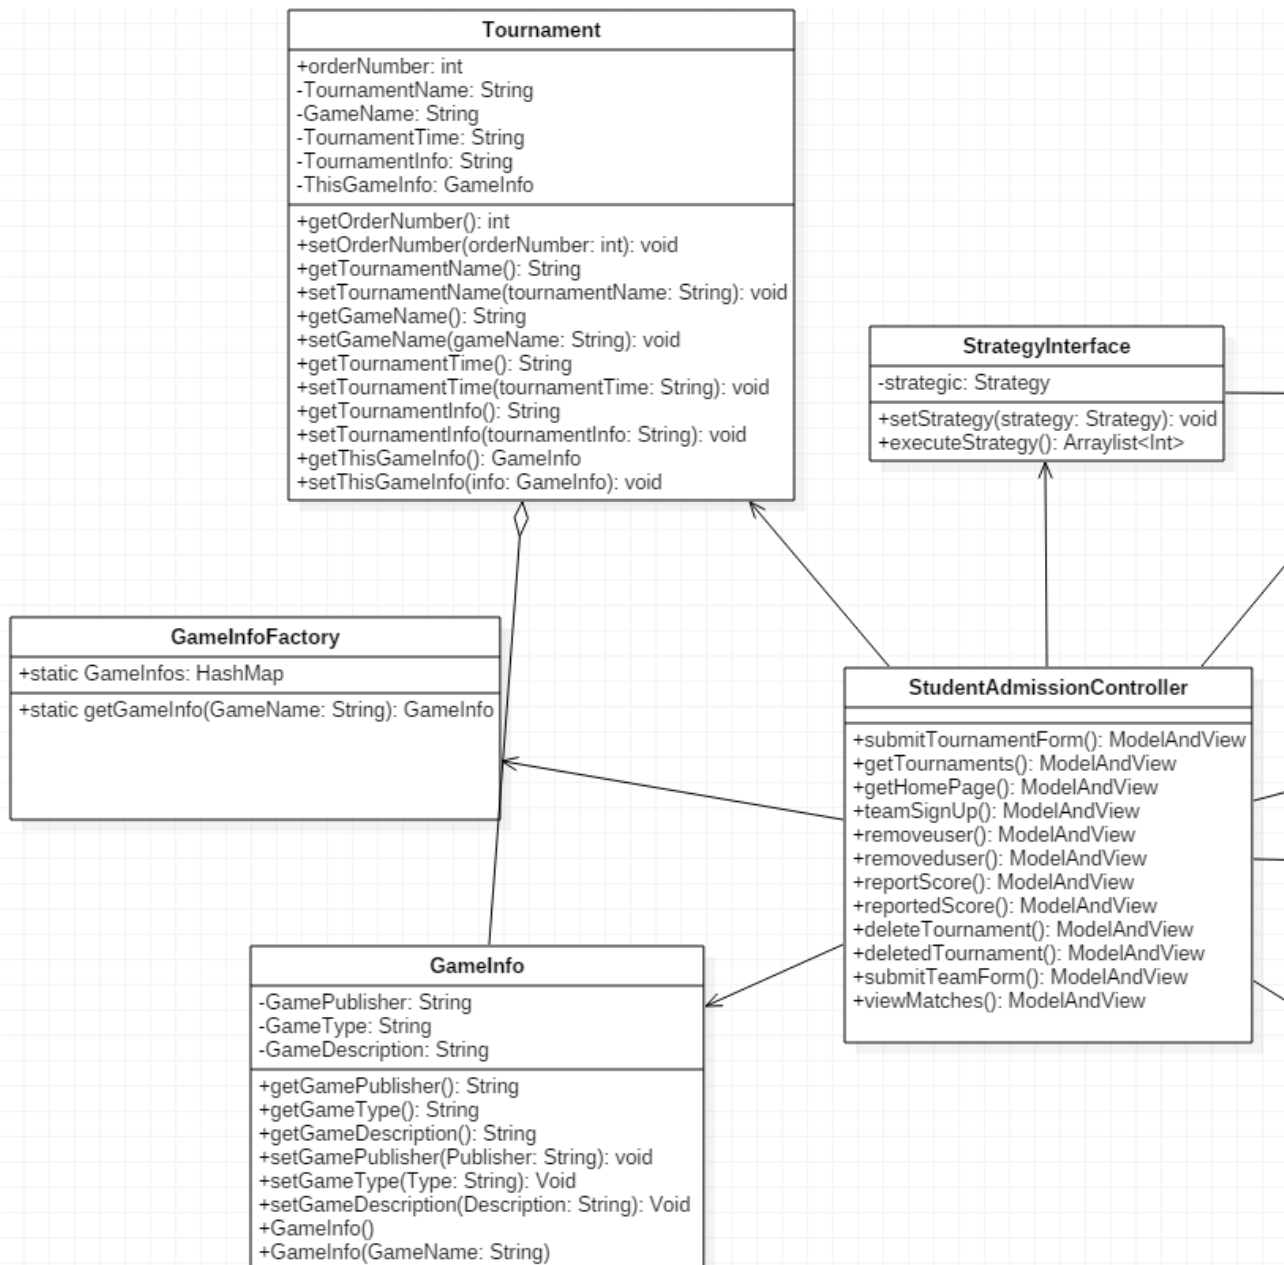 Tournament
+orderNumber: int
-TournamentName: String
-GameName: String
-TournamentTime: String
-TournamentInfo: String
-ThisGameInfo: GameInfo
+getOrderNumber(): int
+setOrderNumber(orderNumber: int): void
+getTournamentName(): String
+setTournamentName(tournamentName: String): void
+getGameName(): String
+setGameName(gameName: String): void
+getTournamentTime(): String
+setTournamentTime(tournamentTime: String): void
+getTournamentInfo(): String
+setTournamentInfo(tournamentInfo: String): void
+getThisGameInfo(): GameInfo
+setThisGameInfo(info: GameInfo): void
StrategyInterface
-strategic: Strategy
+setStrategy(strategy: Strategy): void
+executeStrategy(): Arraylist<Int>
GameInfoFactory
+static GameInfos: HashMap
+static getGameInfo(GameName: String): GameInfo
StudentAdmissionController
+submitTournamentForm(): ModelAndView
+getTournaments(): ModelAndView
+getHomePage(): ModelAndView
+teamSignUp(): ModelAndView
+removeuser(): ModelAndView
+removeduser(): ModelAndView
+reportScore(): ModelAndView
+reportedScore(): ModelAndView
+deleteTournament(): ModelAndView
+deletedTournament(): ModelAndView
+submitTeamForm(): ModelAndView
+viewMatches(): ModelAndView
GameInfo
-GamePublisher: String
-GameType: String
-GameDescription: String
+getGamePublisher(): String
+getGameType(): String
+getGameDescription(): String
+setGamePublisher(Publisher: String): void
+setGameType(Type: String): Void
+setGameDescription(Description: String): Void
+GameInfo()
+GameInfo(GameName: String)